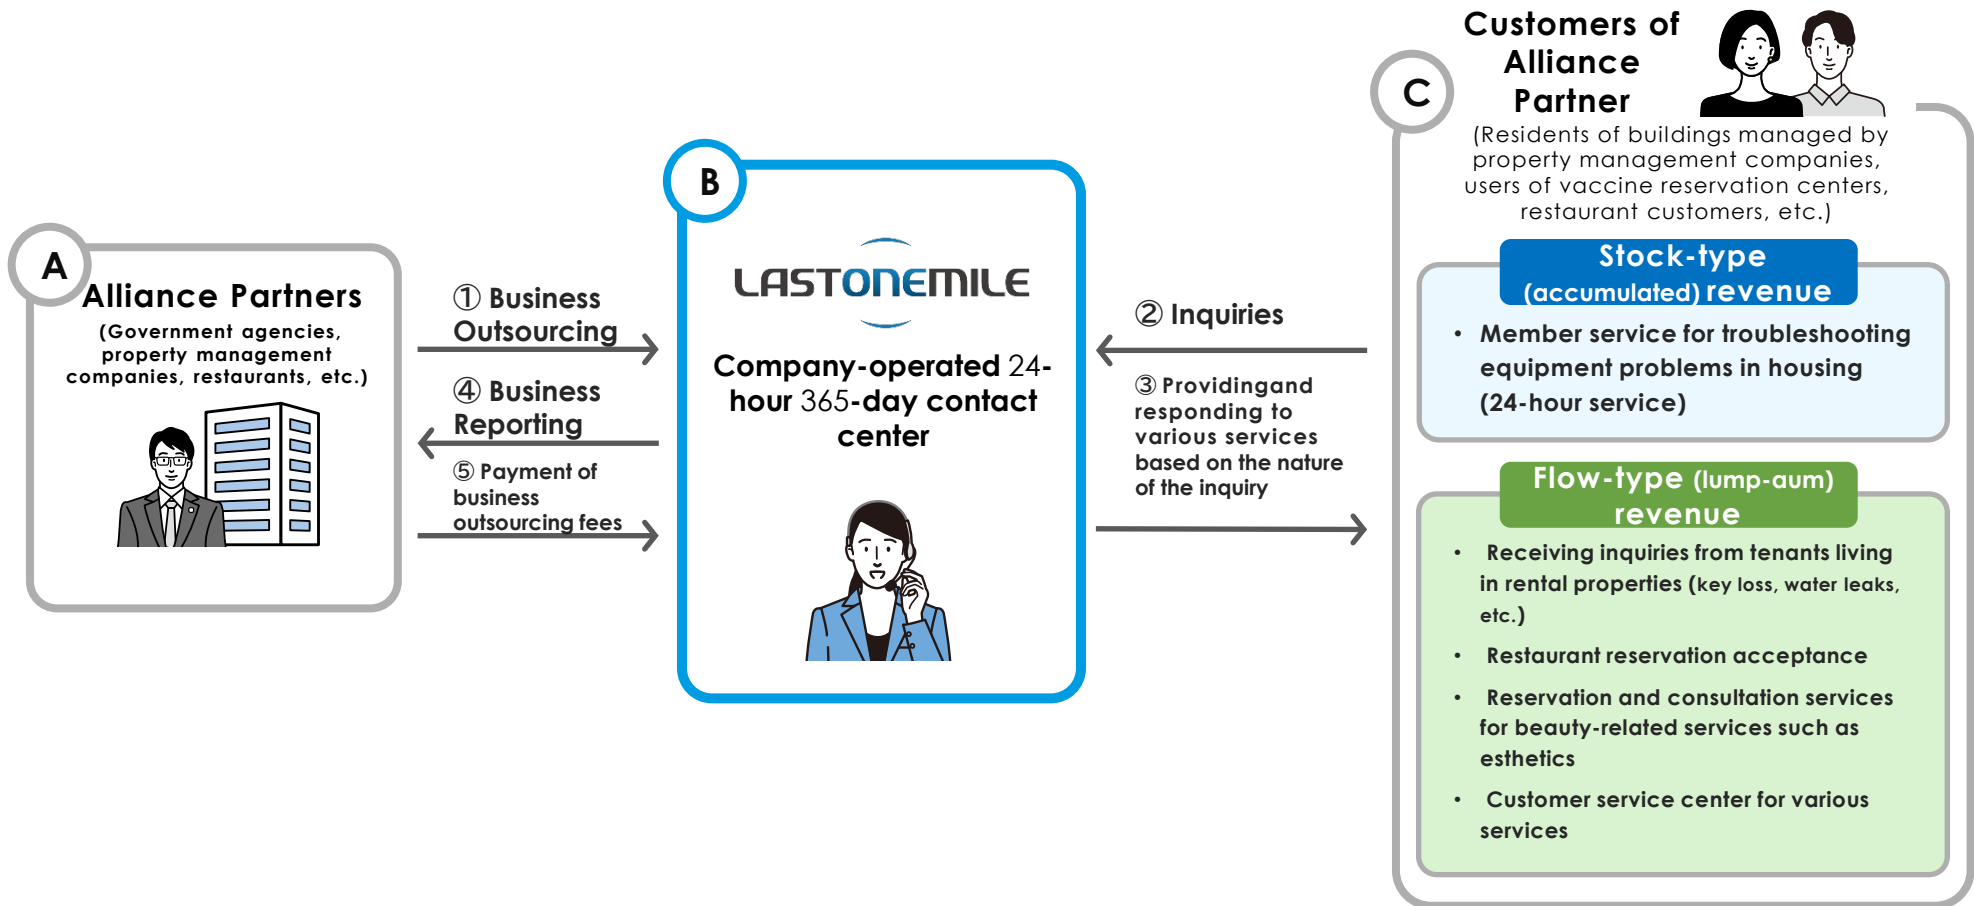 A
Alliance Partners
(Government agencies,
property management
companies, restaurants, etc.)
① Business
Outsourcing
④ Business
Reporting
⑤ Payment of
business
outsourcing fees
B
LASTONEMILE
Company-operated 24-
hour 365-day contact
center
② Inquiries
③ Providingand
responding to
various services
based on the nature
of the inquiry
C
Customers of
Alliance
Partner
(Residents of buildings managed by
property management companies,
users of vaccine reservation centers,
restaurant customers, etc.)
Stock-type
(accumulated) revenue
• Member service for troubleshooting
equipment problems in housing
(24-hour service)
Flow-type (lump-aum)
revenue
• Receiving inquiries from tenants living
in rental properties (key loss, water leaks,
etc.)
• Restaurant reservation acceptance
• Reservation and consultation services
for beauty-related services such as
esthetics
• Customer service center for various
services